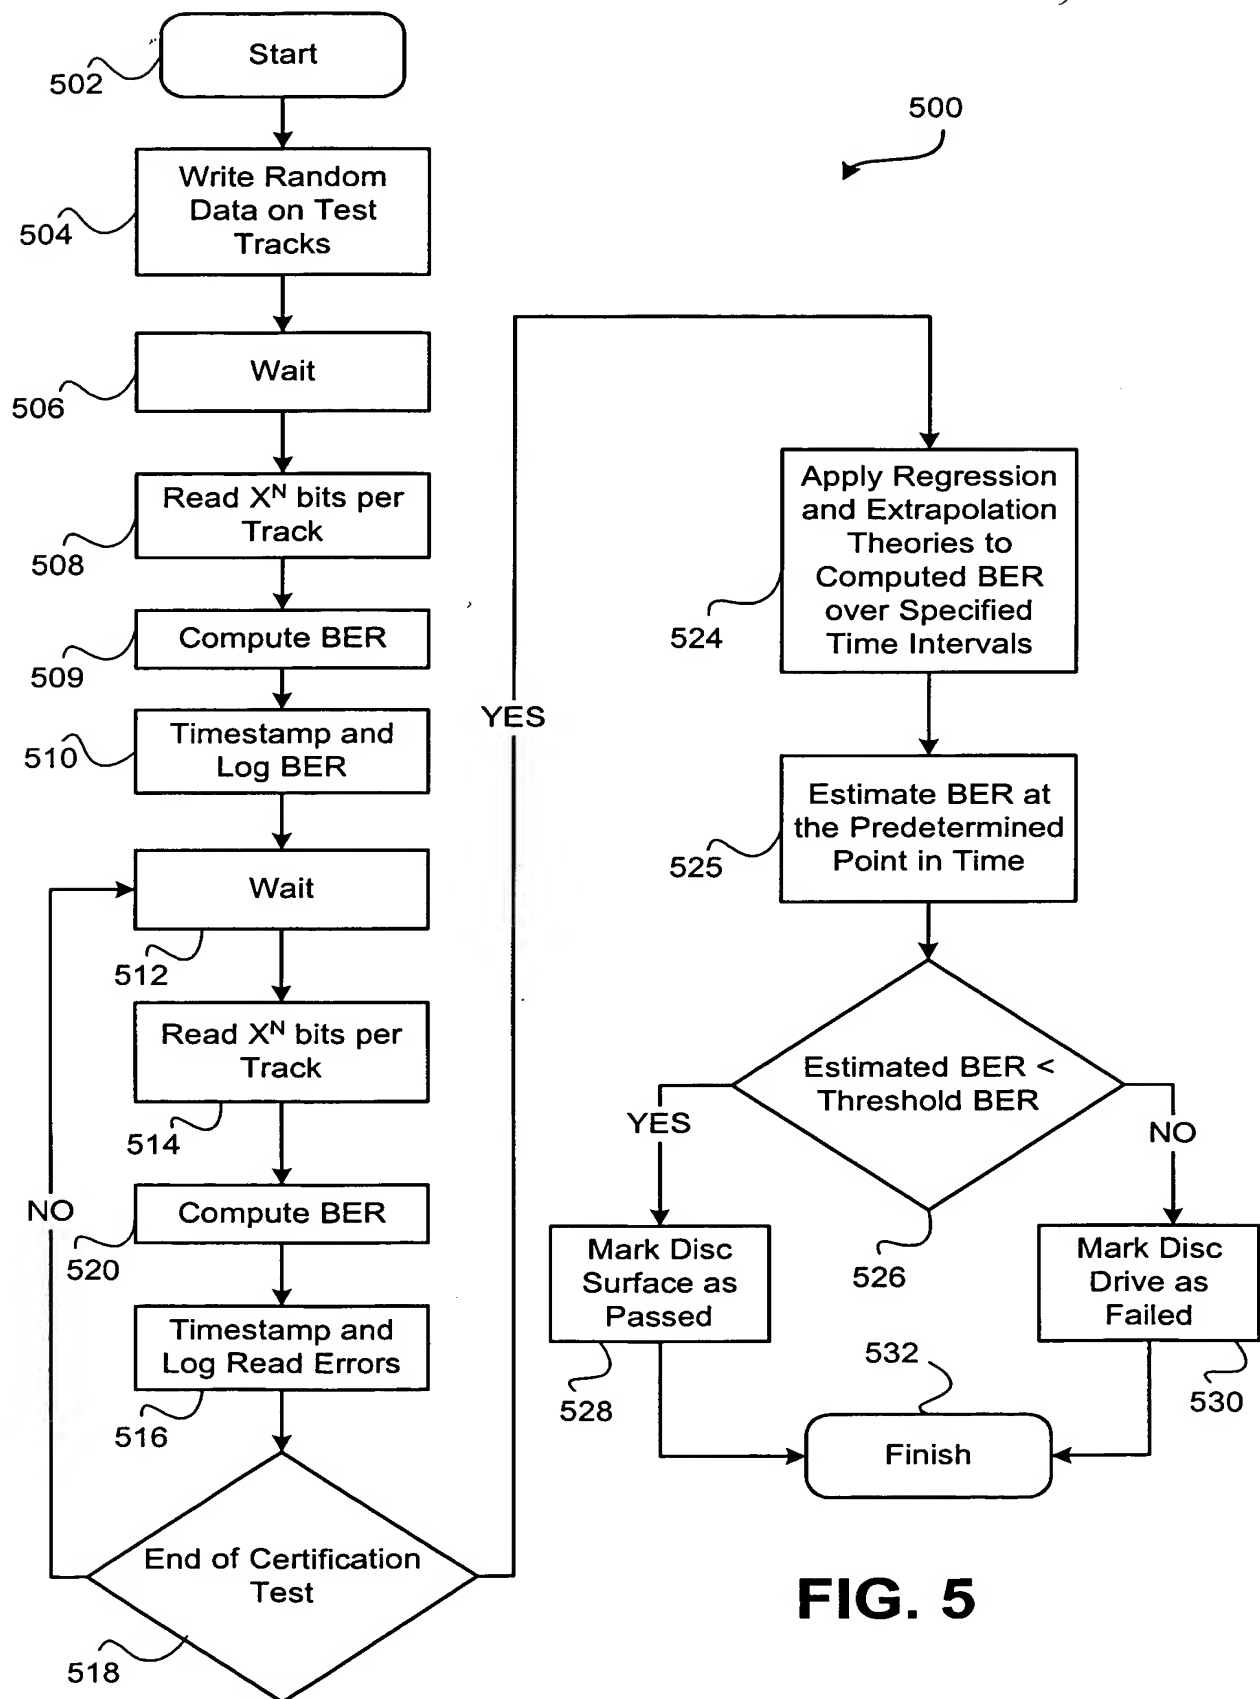 Start
502
500
Write Random
Data on Test
Tracks
504
Wait
506
Read X^N bits per
Track
508
Compute BER
509
Timestamp and
Log BER
510
Wait
512
Read X^N bits per
Track
514
Compute BER
520
Timestamp and
Log Read Errors
516
End of Certification
Test
518
NO
YES
Apply Regression
and Extrapolation
Theories to
Computed BER
over Specified
Time Intervals
524
Estimate BER at
the Predetermined
Point in Time
525
Estimated BER <
Threshold BER
526
YES
NO
Mark Disc
Surface as
Passed
528
Mark Disc
Drive as
Failed
530
532
Finish
FIG. 5